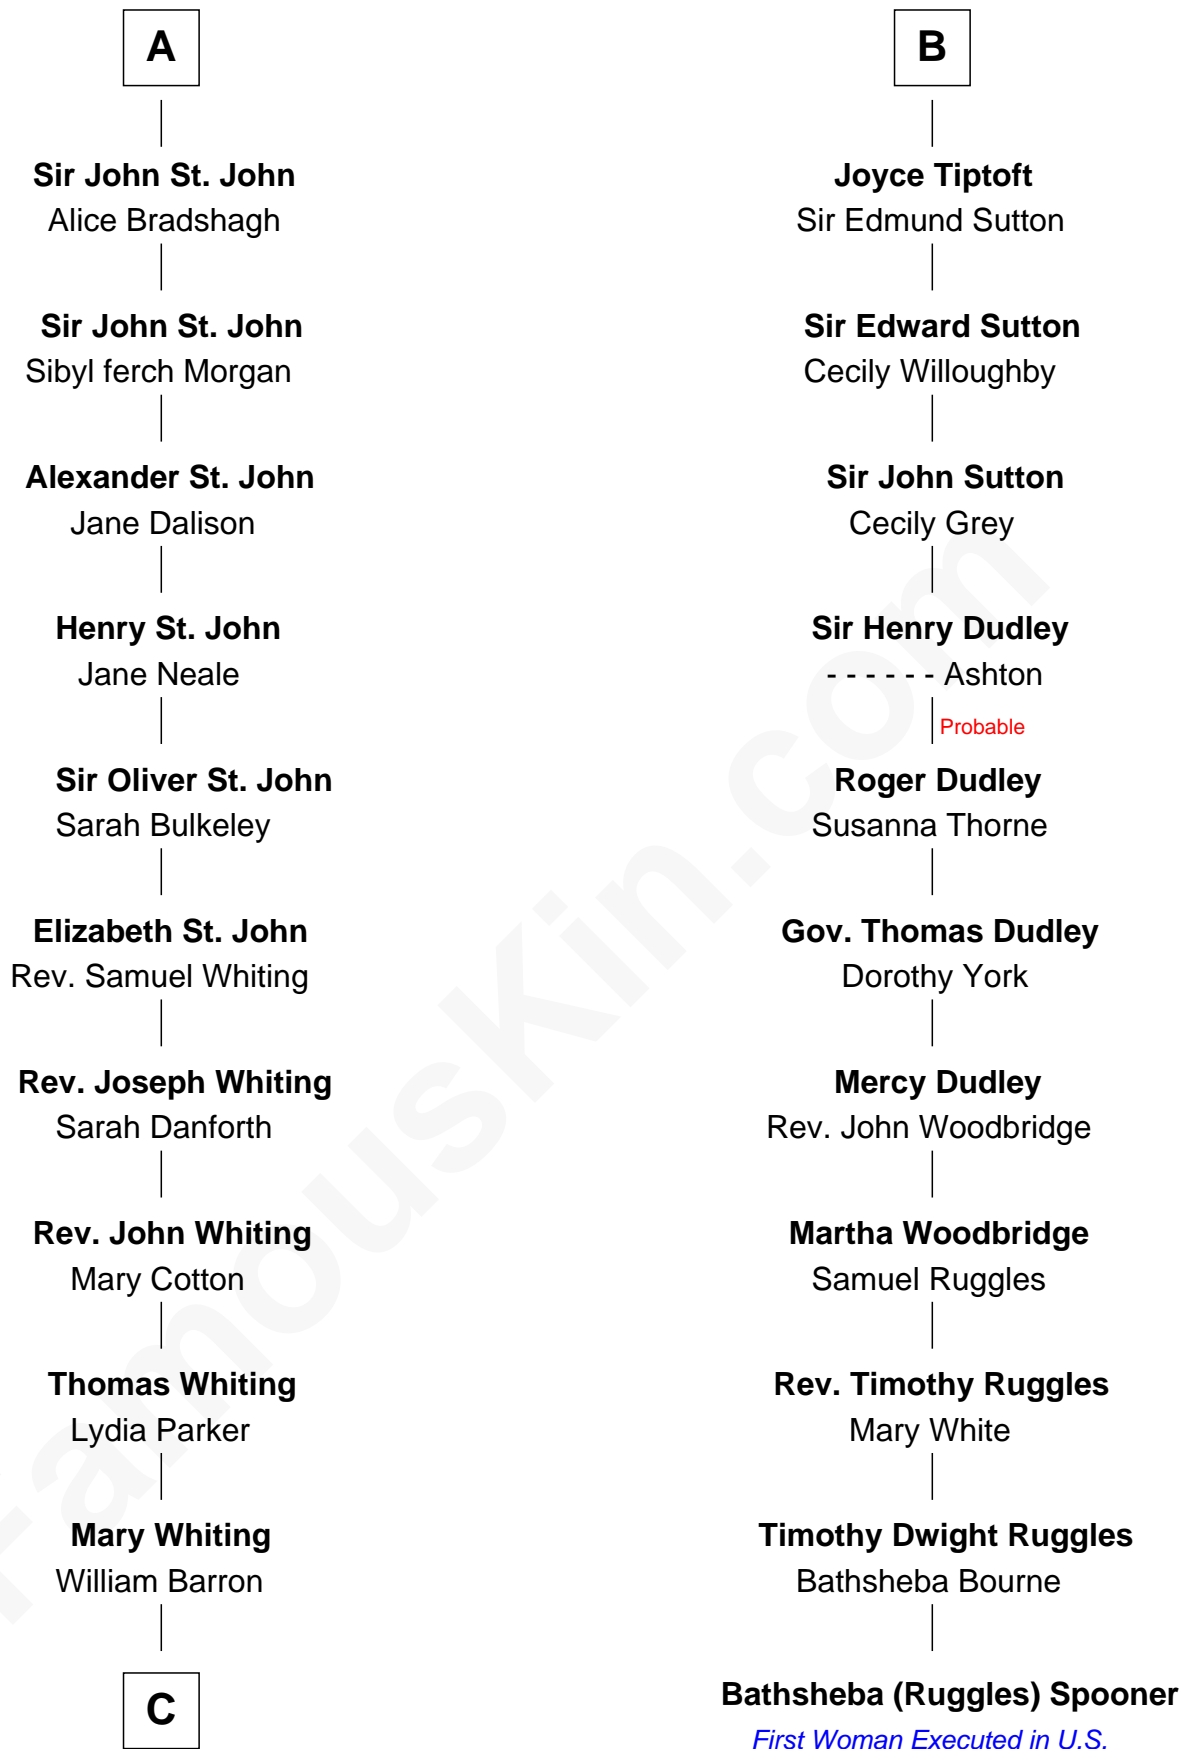 A
Sir John St. John
Alice Bradshagh
Sir John St. John
Sibyl ferch Morgan
Alexander St. John
Jane Dalison
Henry St. John
Jane Neale
Sir Oliver St. John
Sarah Bulkeley
Elizabeth St. John
Rev. Samuel Whiting
Rev. Joseph Whiting
Sarah Danforth
Rev. John Whiting
Mary Cotton
Thomas Whiting
Lydia Parker
Mary Whiting
William Barron
C
B
Joyce Tiptoft
Sir Edmund Sutton
Sir Edward Sutton
Cecily Willoughby
Sir John Sutton
Cecily Grey
Sir Henry Dudley
- - - - - - Ashton
Probable
Roger Dudley
Susanna Thorne
Gov. Thomas Dudley
Dorothy York
Mercy Dudley
Rev. John Woodbridge
Martha Woodbridge
Samuel Ruggles
Rev. Timothy Ruggles
Mary White
Timothy Dwight Ruggles
Bathsheba Bourne
Bathsheba (Ruggles) Spooner
First Woman Executed in U.S.
FamousKin.com